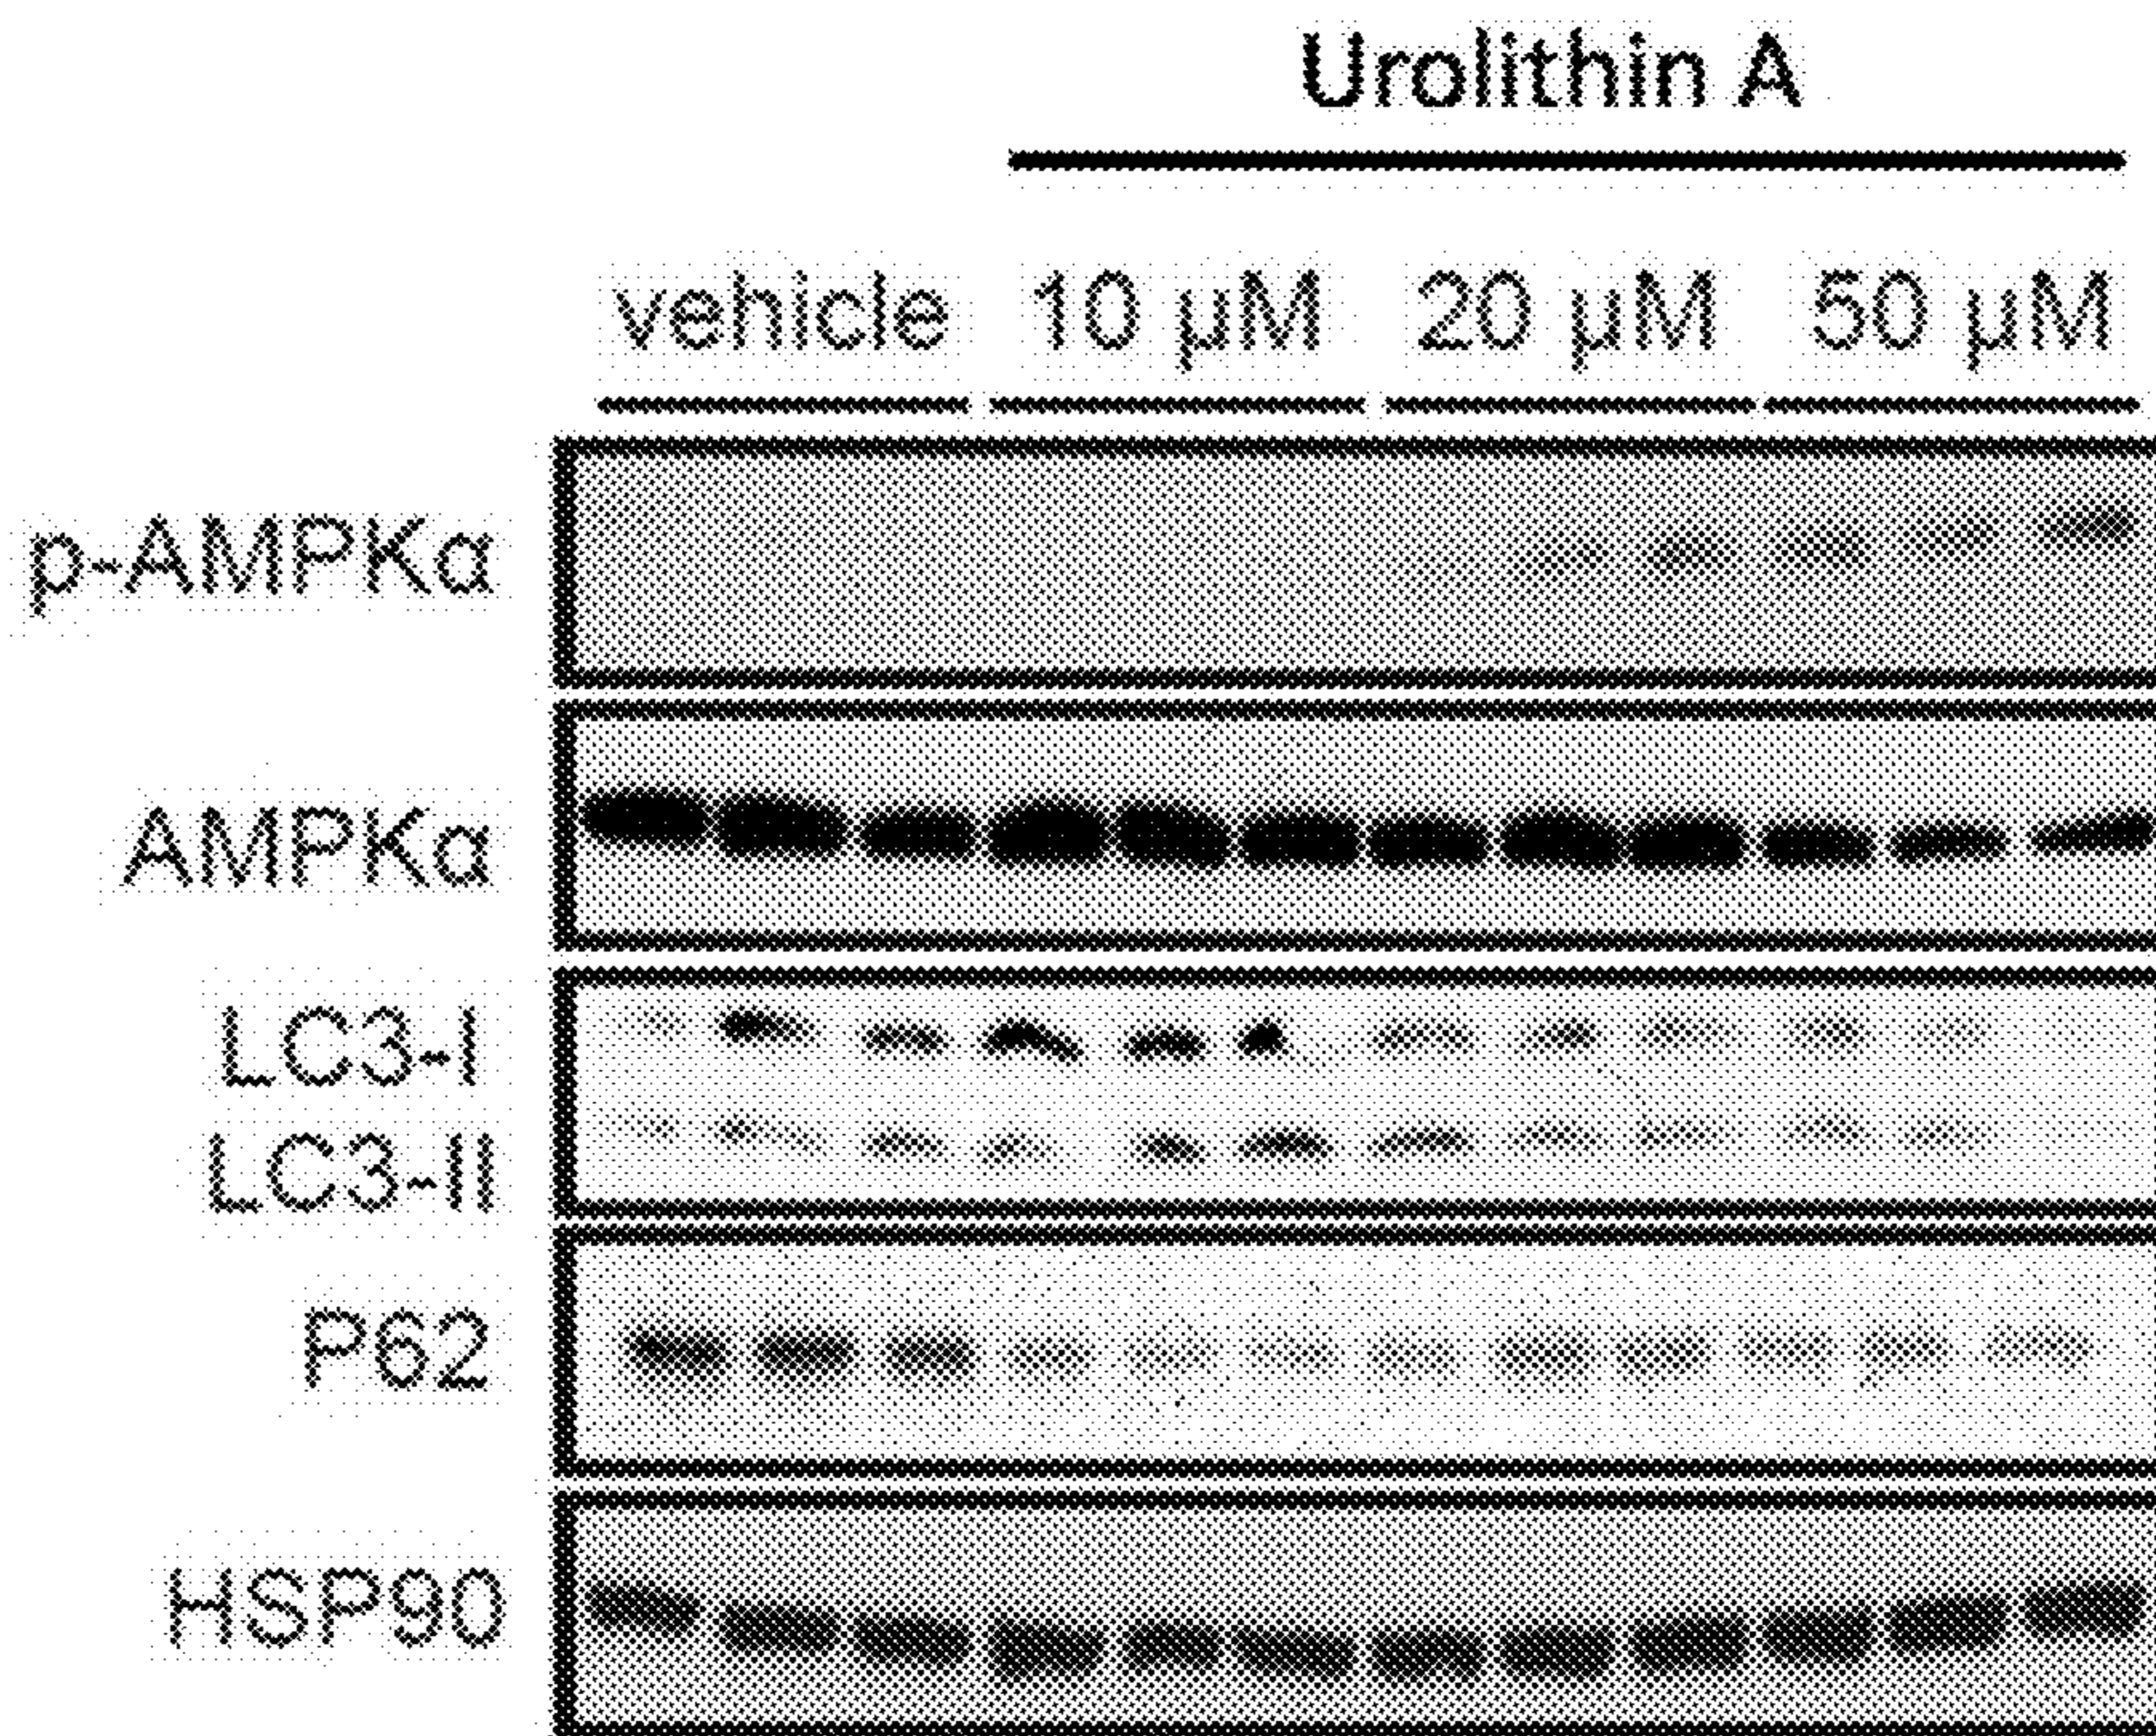 Urolithin A
vehicle 10 µM 20 µM 50 µM
p-AMPKα
AMPKα
LC3-I
LC3-II
P62
HSP90